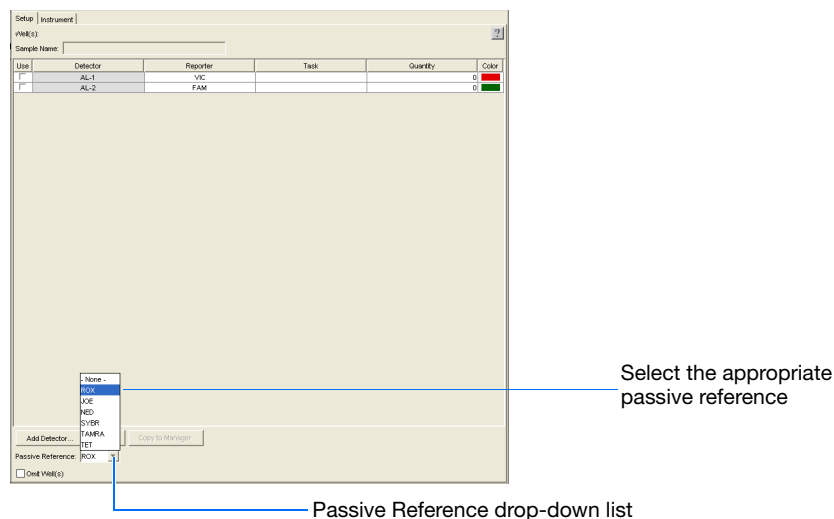 Setup Instrument
Well(s): ?
Sample Name:
Use Detector Reporter Task Quantity Color
AL-1 VIC 0
AL-2 FAM 0
- None -
ROX
JOE
NED
SYBR
TAMRA
TET
Select the appropriate
passive reference
Add Detector... Copy to Manager
Passive Reference: ROX
Omit Well(s)
Passive Reference drop-down list